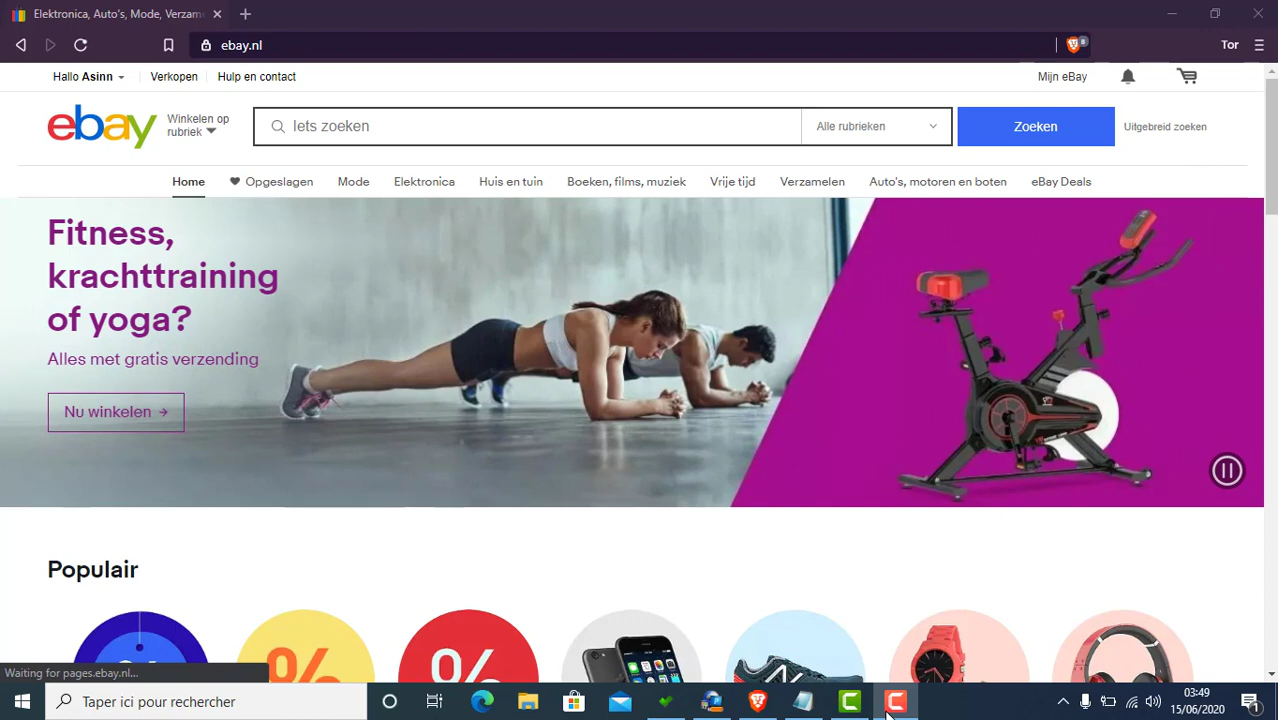 Elektronica, Auto's, Mode, Verzam
ebay.nl
8
Tor
Hallo Asinn
Verkopen
Hulp en contact
Mijn eBay
ebay
Winkelen op
rubriek
Iets zoeken
Alle rubrieken
Zoeken
Uitgebreid zoeken
Home
Opgeslagen
Mode
Elektronica
Huis en tuin
Boeken, films, muziek
Vrije tijd
Verzamelen
Auto's, motoren en boten
eBay Deals
Fitness,
krachttraining
of yoga?
Alles met gratis verzending
Nu winkelen
Populair
%
%
Waiting for pages.ebay.nl...
Taper ici pour rechercher
03:49
15/06/2020
1